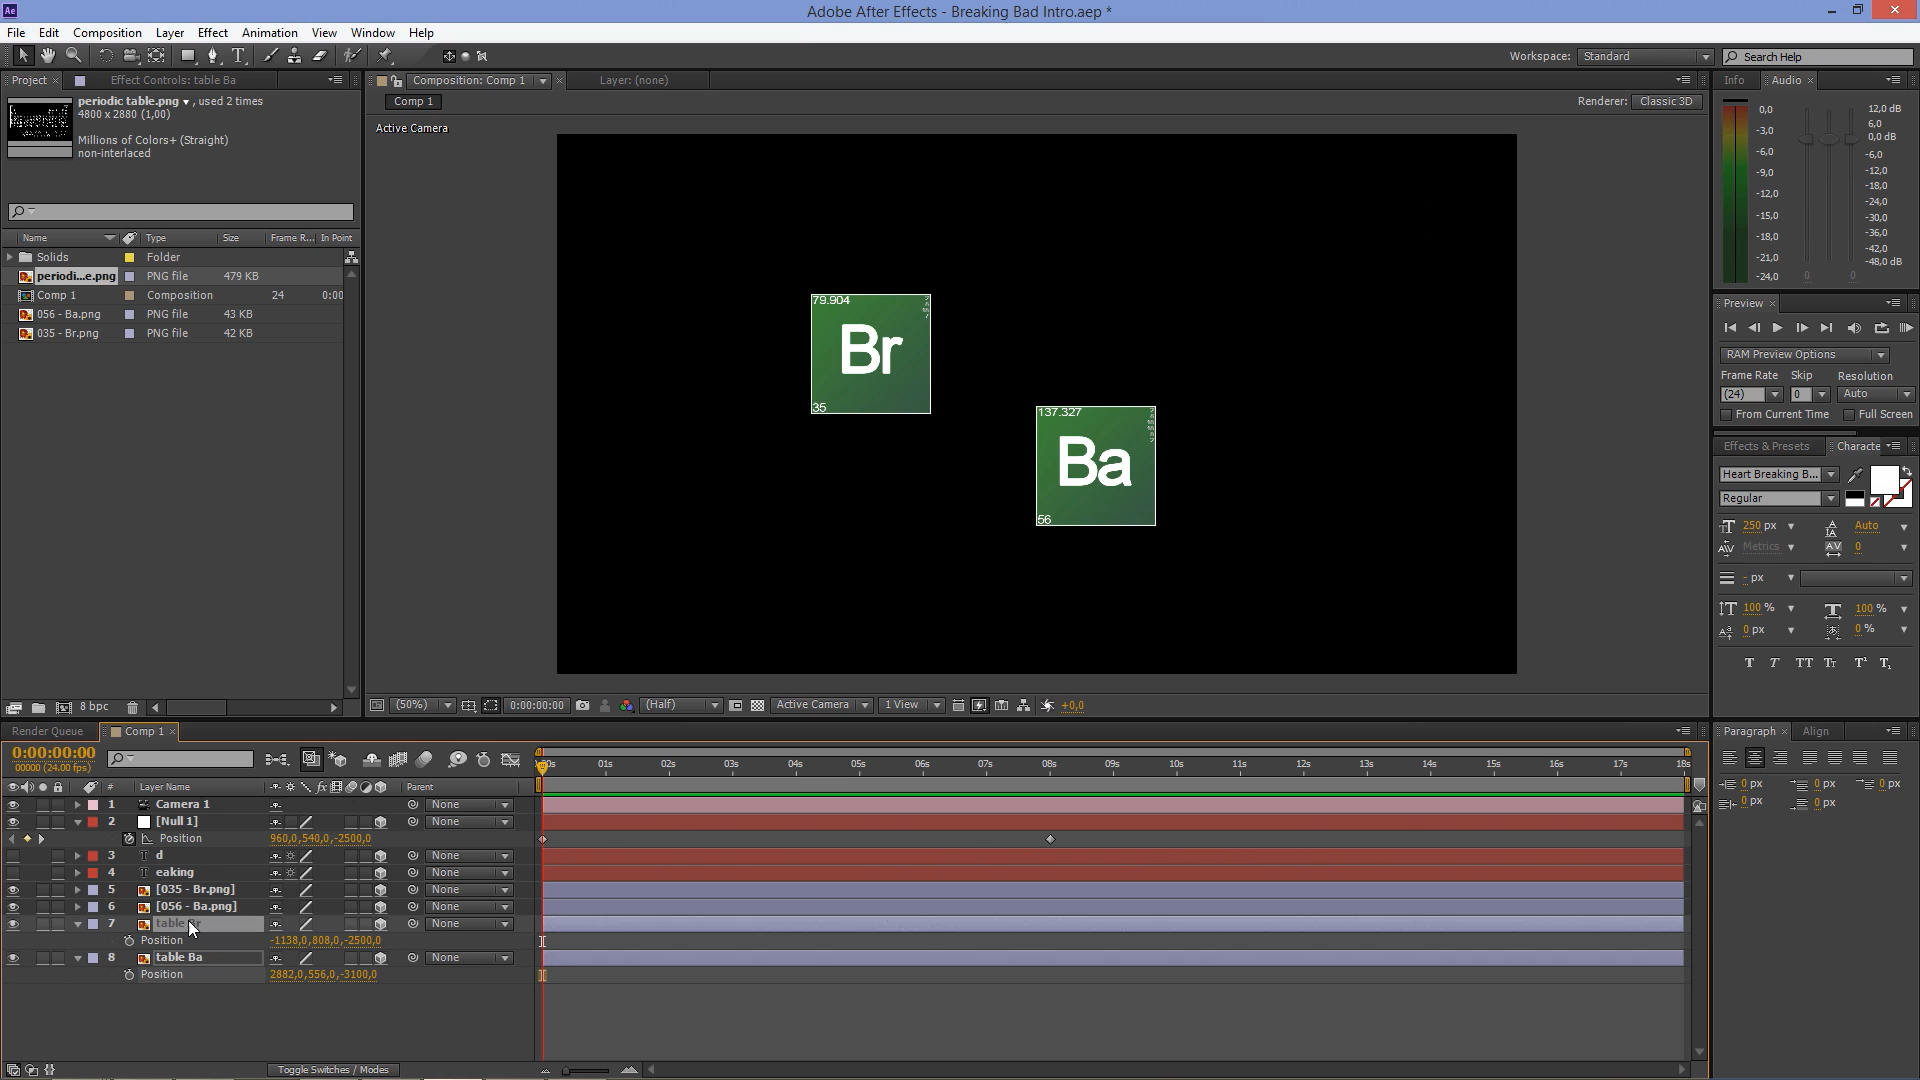 Ae
Adobe After Effects - Breaking Bad Intro.aep *
File Edit Composition Layer Effect Animation View Window Help
Workspace: Standard
Search Help
Project × Effect Controls: table Ba
Composition: Comp 1 × Layer: (none)
Info Audio ×
periodic table.png , used 2 times
4800 x 2880 (1,00)
Millions of Colors+ (Straight)
non-interlaced
Comp 1
Renderer: Classic 3D
Active Camera
0,0
-3,0
-6,0
-9,0
-12,0
-15,0
-18,0
-21,0
-24,0
12,0 dB
6,0
0,0 dB
-6,0
-12,0
-18,0
-24,0
-30,0
-36,0
-42,0
-48,0 dB
0 0
Name Type Size Frame R... In Point
Solids Folder
periodi...e.png PNG file 479 KB
Comp 1 Composition 24 0:00
056 - Ba.png PNG file 43 KB
035 - Br.png PNG file 42 KB
79.904
Br
35
137.327
Ba
56
Preview ×
RAM Preview Options
Frame Rate Skip Resolution
(24) 0 Auto
From Current Time Full Screen
Effects & Presets Characte
Heart Breaking B...
Regular
250 px Auto
Metrics AV 0
- px
100 % 100 %
0 px 0 %
T T TT Tt T¹ T₁
8 bpc
(50%) 0:00:00:00 (Half) Active Camera 1 View +0,0
Render Queue Comp 1 ×
Paragraph × Align
0 px 0 px 0 px
0 px 0 px
0:00:00:00
00000 (24.00 fps)
01s 02s 03s 04s 05s 06s 07s 08s 09s 10s 11s 12s 13s 14s 15s 16s 17s 18s
# Layer Name fx Parent
1 Camera 1 None
2 [Null 1] None
Position 960,0,540,0,-2500,0
3 T d None
4 T eaking None
5 [035 - Br.png] None
6 [056 - Ba.png] None
7 table Br None
Position -1138,0,808,0,-2500,0
8 table Ba None
Position 2882,0,556,0,-3100,0
Toggle Switches / Modes